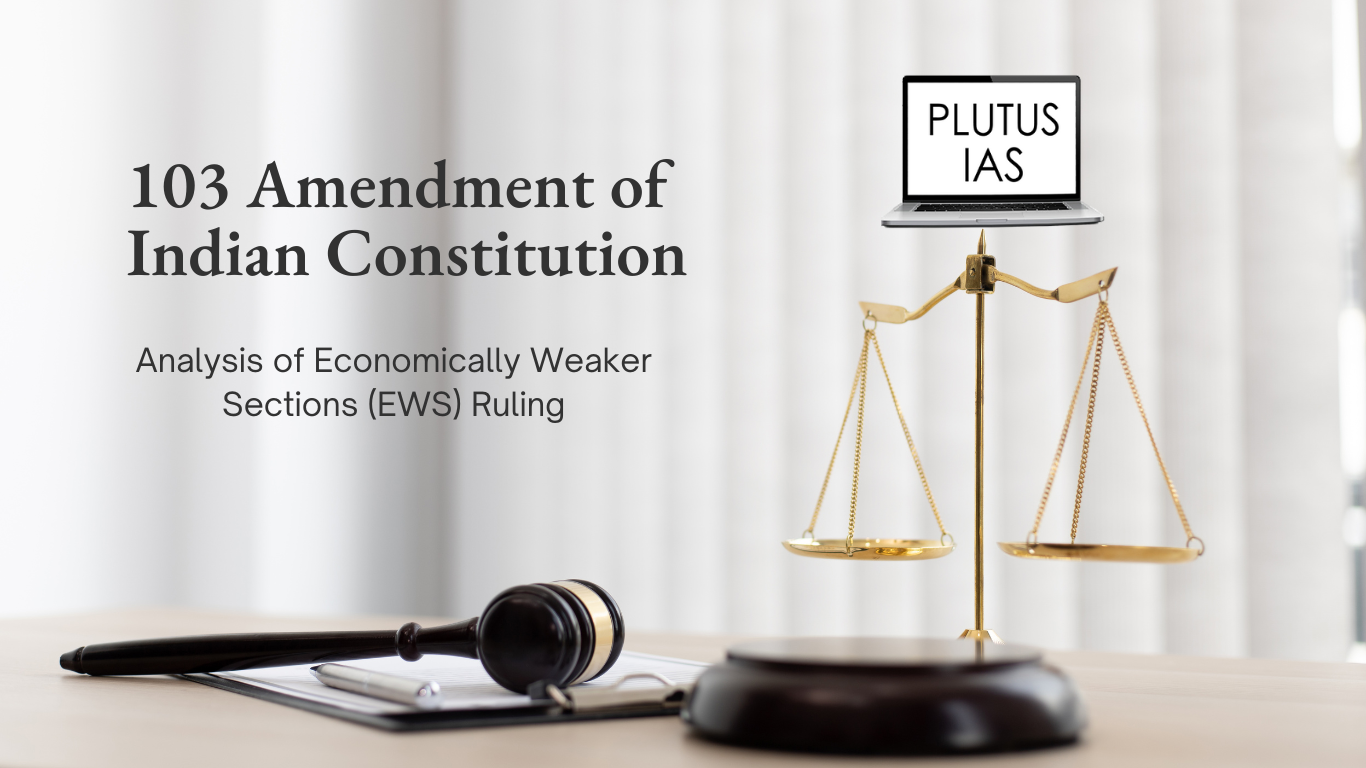 103 Amendment of
Indian Constitution
Analysis of Economically Weaker
Sections (EWS) Ruling
PLUTUS
IAS